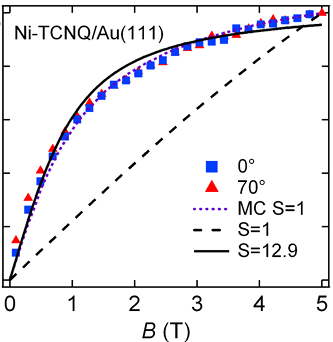 Ni-TCNQ/Au(111)
0°
70°
MC S=1
S=1
S=12.9
0 1 2 3 4 5
B (T)